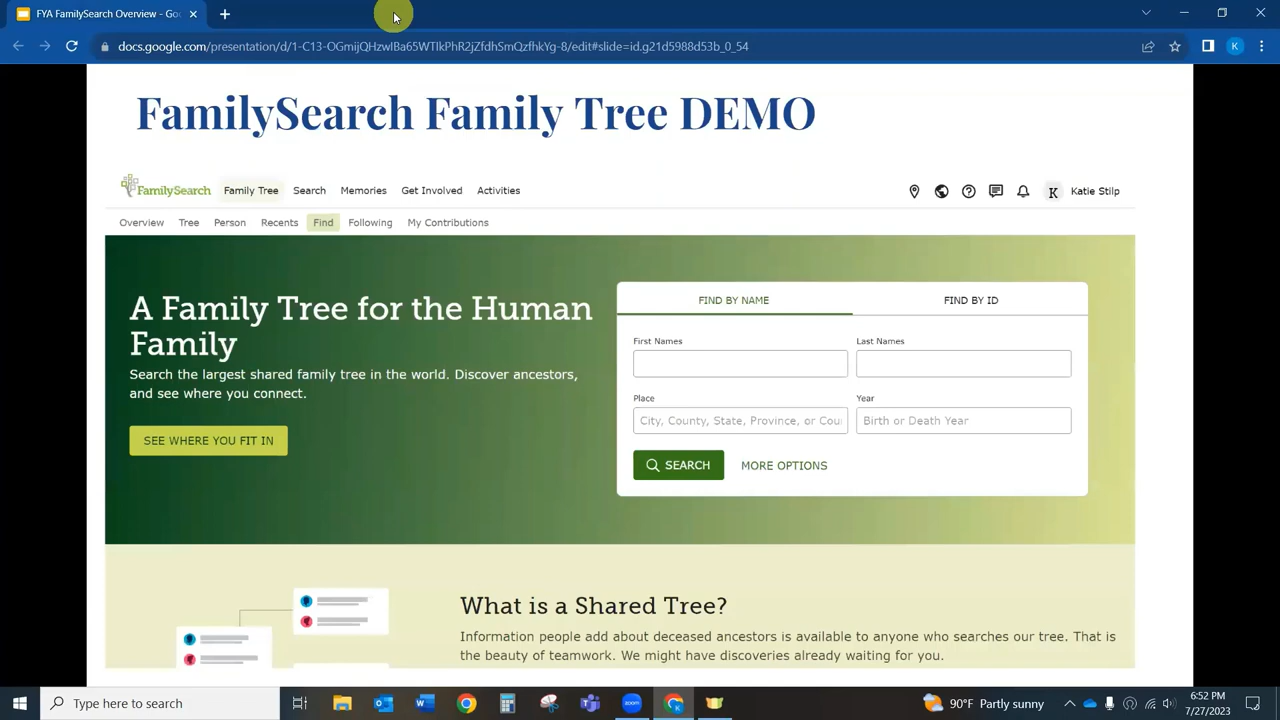 FYA FamilySearch Overview - Goo
docs.google.com/presentation/d/1-C13-OGmijQHzwIBa65WTIkPhR2jZfdhSmQzfhkYg-8/edit#slide=id.g21d5988d53b_0_54
K
FamilySearch Family Tree DEMO
FamilySearch Family Tree Search Memories Get Involved Activities K Katie Stilp
Overview Tree Person Recents Find Following My Contributions
A Family Tree for the Human
Family
Search the largest shared family tree in the world. Discover ancestors,
and see where you connect.
SEE WHERE YOU FIT IN
FIND BY NAME FIND BY ID
First Names Last Names
Place Year
City, County, State, Province, or Cou Birth or Death Year
SEARCH MORE OPTIONS
What is a Shared Tree?
Information people add about deceased ancestors is available to anyone who searches our tree. That is
the beauty of teamwork. We might have discoveries already waiting for you.
Type here to search
zoom
90°F Partly sunny
6:52 PM
7/27/2023